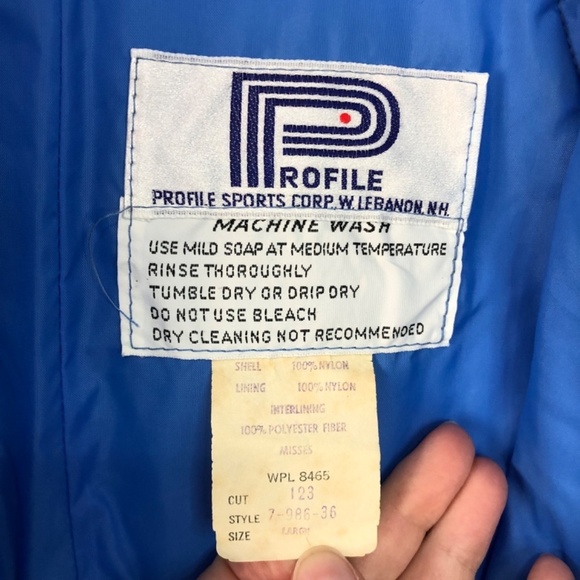 PROFILE
PROFILE SPORTS CORP. W. LEBANON, N.H.
MACHINE WASH
USE MILD SOAP AT MEDIUM TEMPERATURE
RINSE THOROUGHLY
TUMBLE DRY OR DRIP DRY
DO NOT USE BLEACH
DRY CLEANING NOT RECOMMENDED
SHELL 100% NYLON
LINING 100% NYLON
INTERLINING
100% POLYESTER FIBER
MISSES
WPL 8465
CUT 123
STYLE 7-988-36
SIZE LARGE